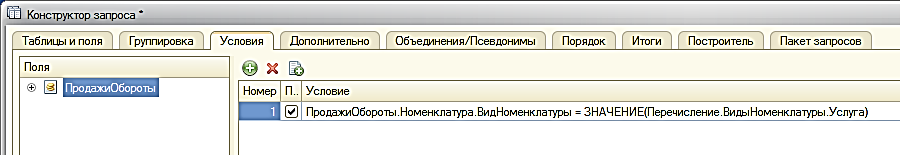 Конструктор запроса *
Таблицы и поля Группировка Условия Дополнительно Объединения/Псевдонимы Порядок Итоги Построитель Пакет запросов
Поля
ПродажиОбороты
Номер П.. Условие
1 ПродажиОбороты.Номенклатура.ВидНоменклатуры = ЗНАЧЕНИЕ(Перечисление.ВидыНоменклатуры.Услуга)